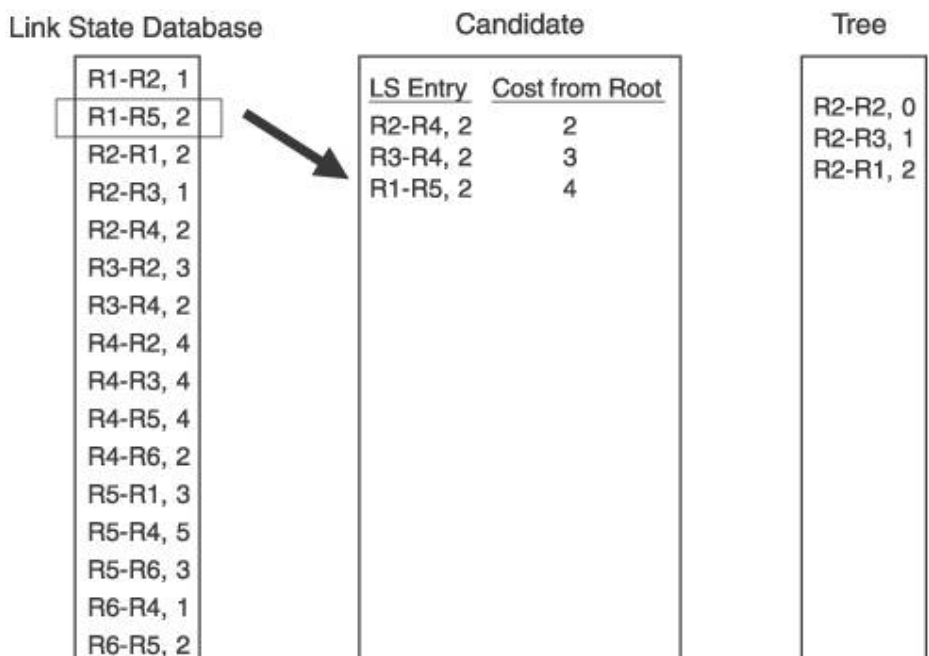 Link State Database
R1-R2, 1
R1-R5, 2
R2-R1, 2
R2-R3, 1
R2-R4, 2
R3-R2, 3
R3-R4, 2
R4-R2, 4
R4-R3, 4
R4-R5, 4
R4-R6, 2
R5-R1, 3
R5-R4, 5
R5-R6, 3
R6-R4, 1
R6-R5, 2
Candidate
LS Entry Cost from Root
R2-R4, 2 2
R3-R4, 2 3
R1-R5, 2 4
Tree
R2-R2, 0
R2-R3, 1
R2-R1, 2